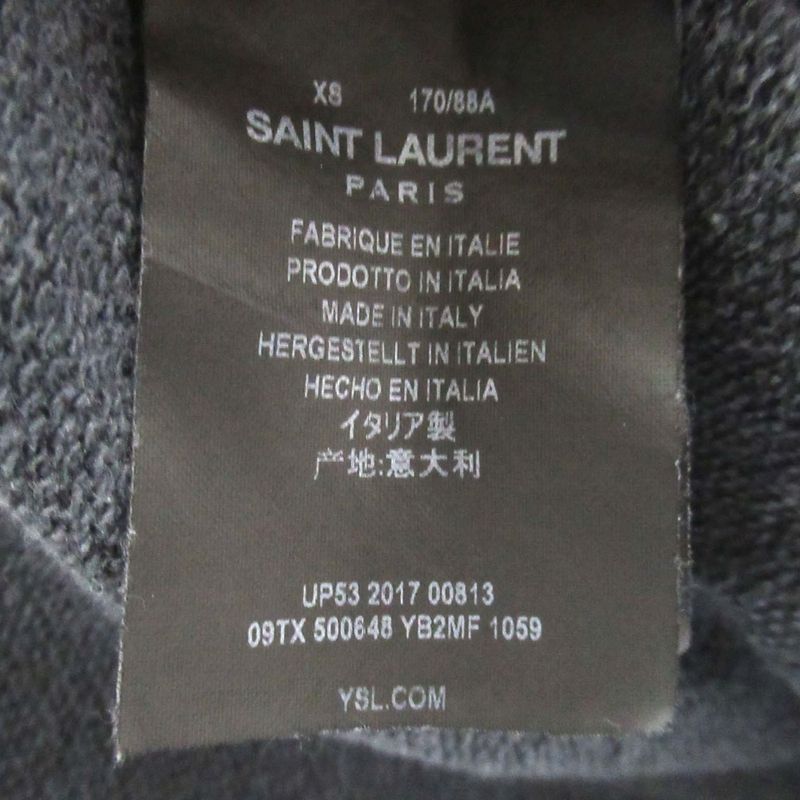 XS 170/88A
SAINT LAURENT
PARIS
FABRIQUE EN ITALIE
PRODOTTO IN ITALIA
MADE IN ITALY
HERGESTELLT IN ITALIEN
HECHO EN ITALIA
イタリア製
产地:意大利
UP53 2017 00813
09TX 500648 YB2MF 1059
YSL.COM